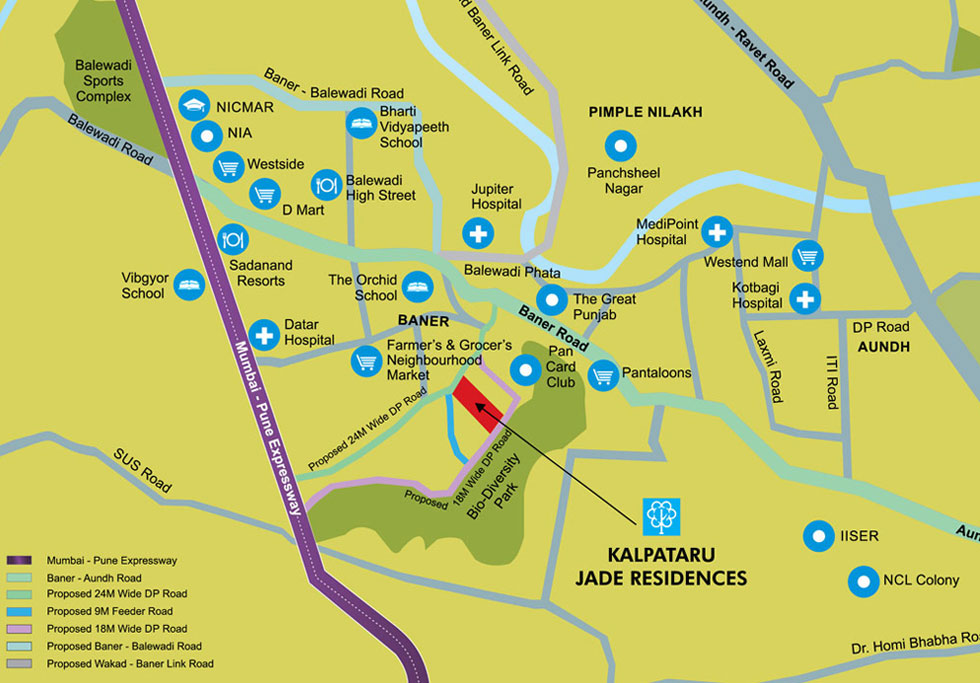 Balewadi
Sports
Complex
Baner - Balewadi Road
NICMAR
NIA
Westside
D Mart
Bharti
Vidyapeeth
School
Balewadi
High Street
Balewadi Road
nd Baner Link Road
undh - Ravet Road
PIMPLE NILAKH
Panchsheel
Nagar
Jupiter
Hospital
MediPoint
Hospital
Westend Mall
Kotbagi
Hospital
Sadanand
Resorts
Vibgyor
School
The Orchid
School
Balewadi Phata
The Great
Punjab
Baner Road
BANER
Datar
Hospital
Farmer's & Grocer's
Neighbourhood
Market
Pan
Card
Club
Pantaloons
DP Road
AUNDH
Laxmi Road
ITI Road
Mumbai - Pune Expressway
Proposed 24M Wide DP Road
Proposed 18M Wide DP Road
Bio-Diversity
Park
SUS Road
KALPATARU
JADE RESIDENCES
IISER
NCL Colony
Aun
Dr. Homi Bhabha Ro
Mumbai - Pune Expressway
Baner - Aundh Road
Proposed 24M Wide DP Road
Proposed 9M Feeder Road
Proposed 18M Wide DP Road
Proposed Baner - Balewadi Road
Proposed Wakad - Baner Link Road